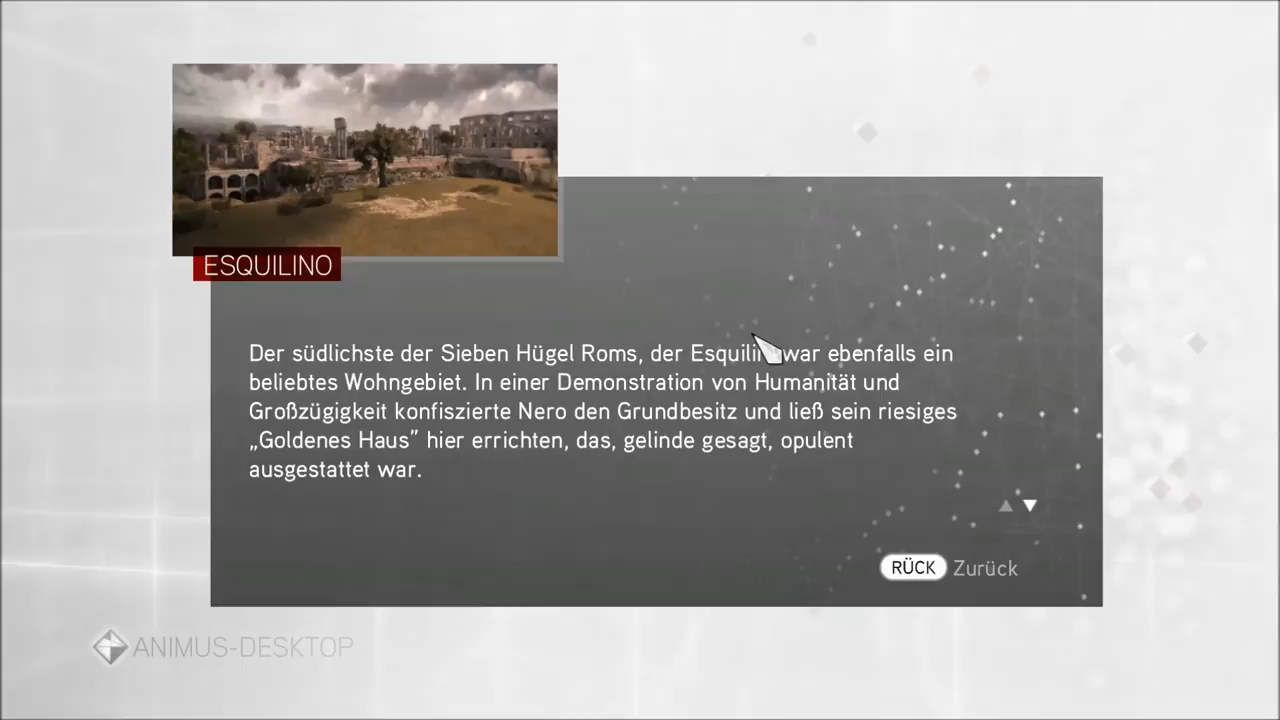 ESQUILINO
Der südlichste der Sieben Hügel Roms, der Esquilin war ebenfalls ein
beliebtes Wohngebiet. In einer Demonstration von Humanität und
Großzügigkeit konfiszierte Nero den Grundbesitz und ließ sein riesiges
„Goldenes Haus” hier errichten, das, gelinde gesagt, opulent
ausgestattet war.
RÜCK Zurück
ANIMUS-DESKTOP